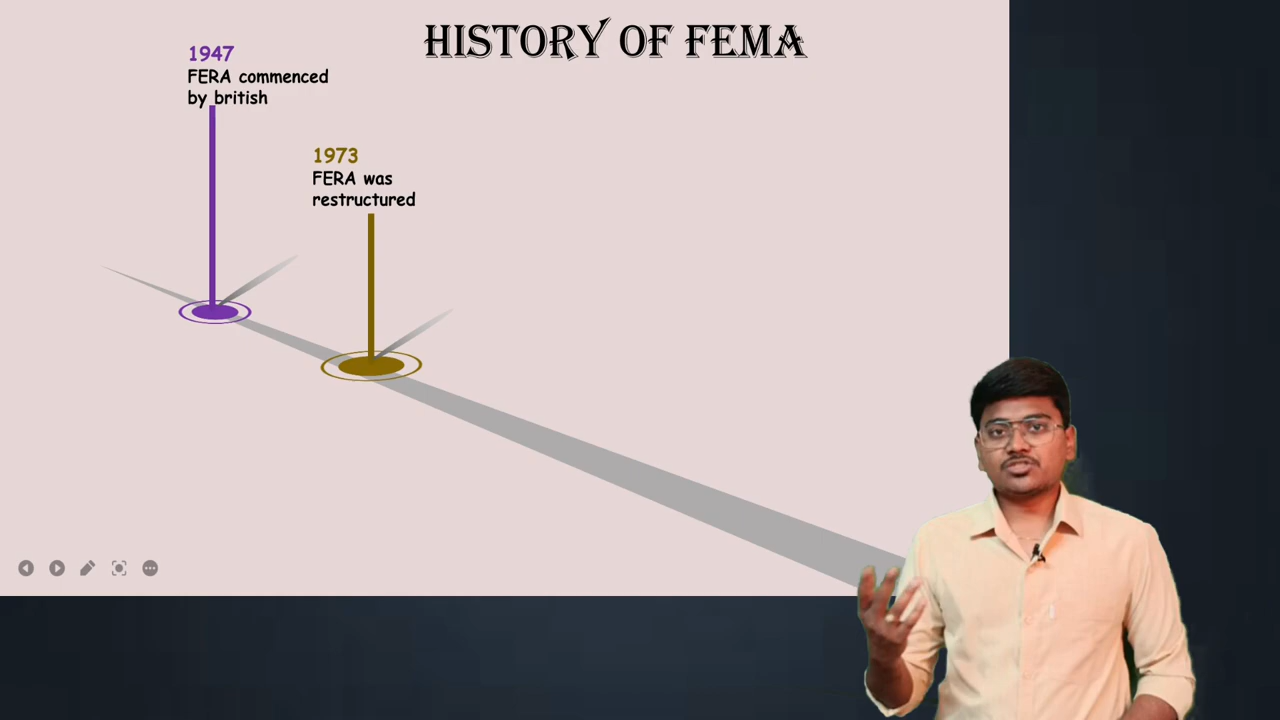 HISTORY OF FEMA
1947
FERA commenced
by british
1973
FERA was
restructured